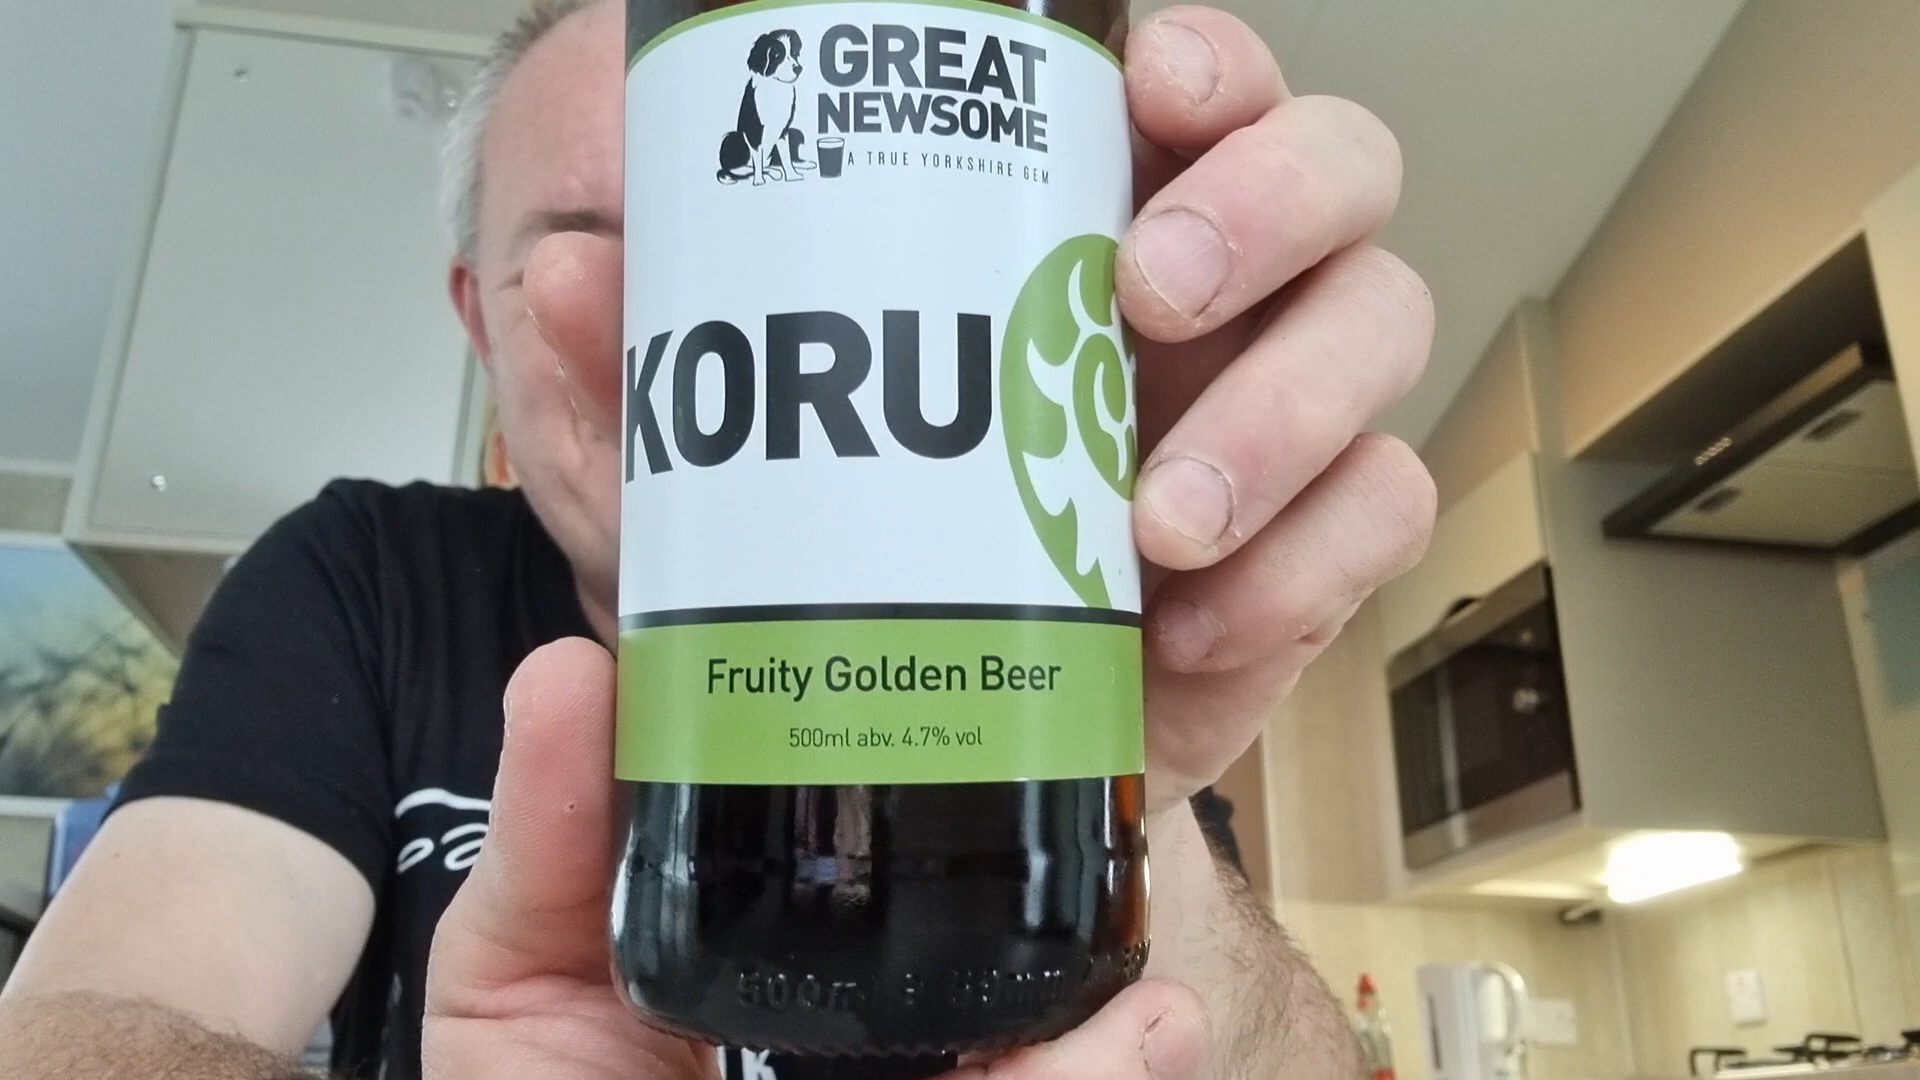 GREAT
NEWSOME
A TRUE YORKSHIRE GEM
KORU
Fruity Golden Beer
500ml abv. 4.7% vol